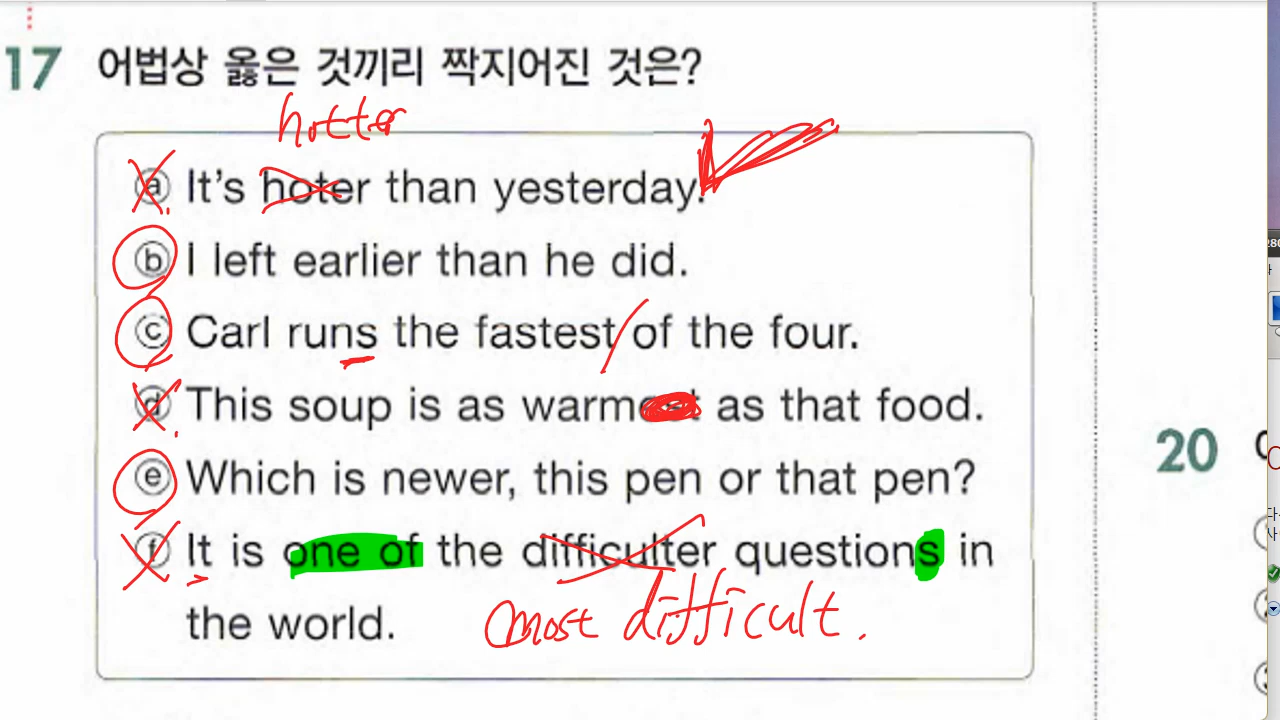 17 어법상 옳은 것끼리 짝지어진 것은?
hotter
ⓐ It's hoter than yesterday.
ⓑ I left earlier than he did.
ⓒ Carl runs the fastest of the four.
ⓓ This soup is as warmest as that food.
ⓔ Which is newer, this pen or that pen?
ⓕ It is one of the difficulter questions in
the world.
most difficult.
20